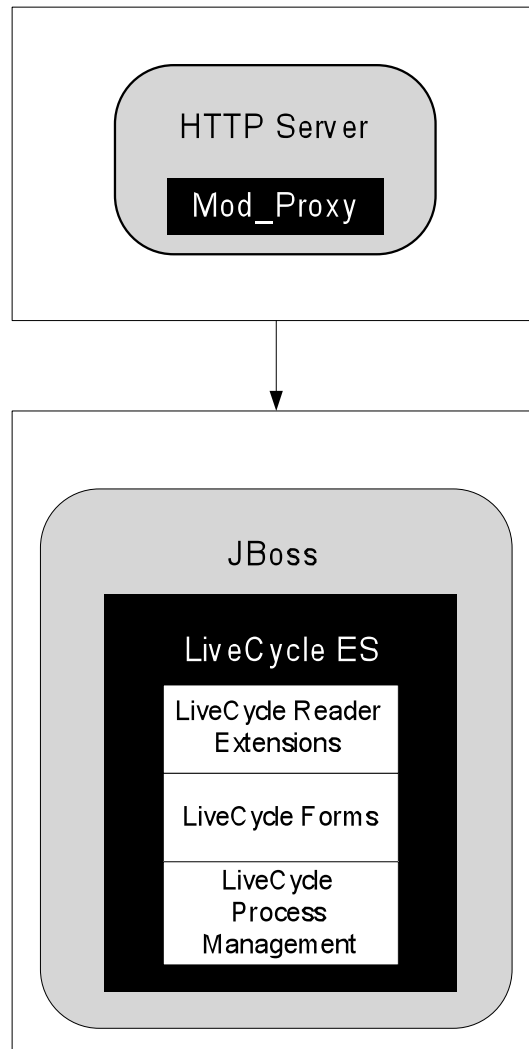 HTTP Server
Mod_Proxy
JBoss
LiveCycle ES
LiveCycle Reader
Extensions
LiveCycle Forms
LiveCycle
Process
Management